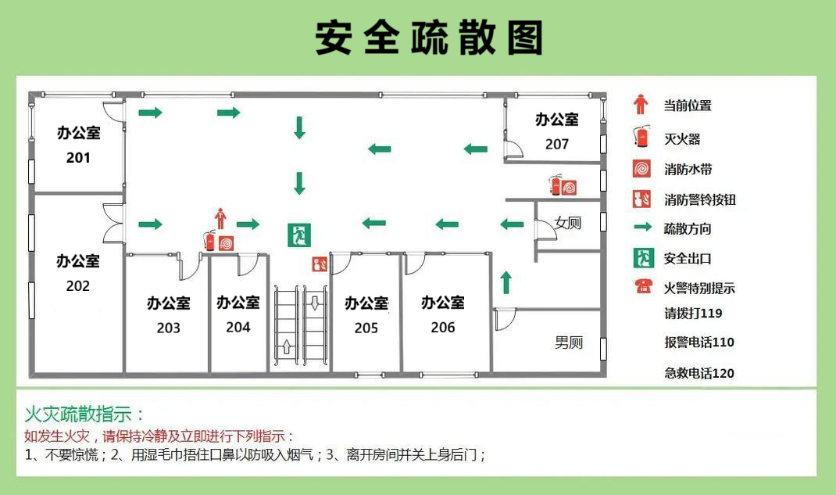 安全疏散图
办公室
201
办公室
207
女厕
办公室
202
办公室
203
办公室
204
办公室
205
办公室
206
男厕
当前位置
灭火器
消防水带
消防警铃按钮
疏散方向
安全出口
火警特别提示
请拨打119
报警电话110
急救电话120
火灾疏散指示：
如发生火灾，请保持冷静及立即进行下列指示：
1、不要惊慌；2、用湿毛巾捂住口鼻以防吸入烟气；3、离开房间并关上身后门；